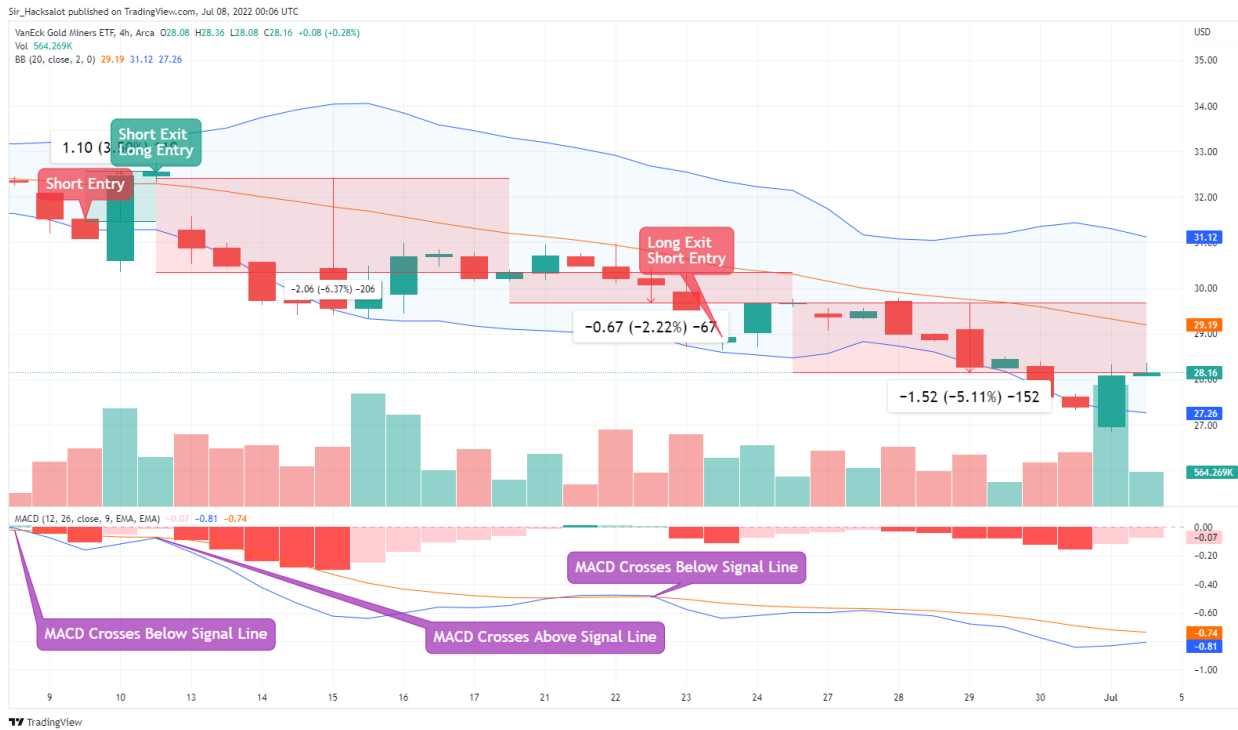 Sir_Hacksalot published on TradingView.com, Jul 08, 2022 00:06 UTC
VanEck Gold Miners ETF, 4h, Arca O28.08 H28.36 L28.08 C28.16 +0.08 (+0.28%)
Vol 564.269K
BB (20, close, 2, 0) 29.19 31.12 27.26
USD
35.00
34.00
33.00
32.00
31.12
31.00
30.00
29.19
29.00
28.16
28.00
27.26
27.00
564.269K
1.10 (3.
Short Exit
Long Entry
Short Entry
−2.06 (−6.37%) −206
Long Exit
Short Entry
−0.67 (−2.22%) −67
−1.52 (−5.11%) −152
MACD (12, 26, close, 9, EMA, EMA) −0.07 −0.81 −0.74
0.00
−0.07
−0.20
−0.40
−0.60
−0.74
−0.81
−1.00
MACD Crosses Below Signal Line
MACD Crosses Below Signal Line
MACD Crosses Above Signal Line
9 10 13 14 15 16 17 21 22 23 24 27 28 29 30 Jul 5
TradingView